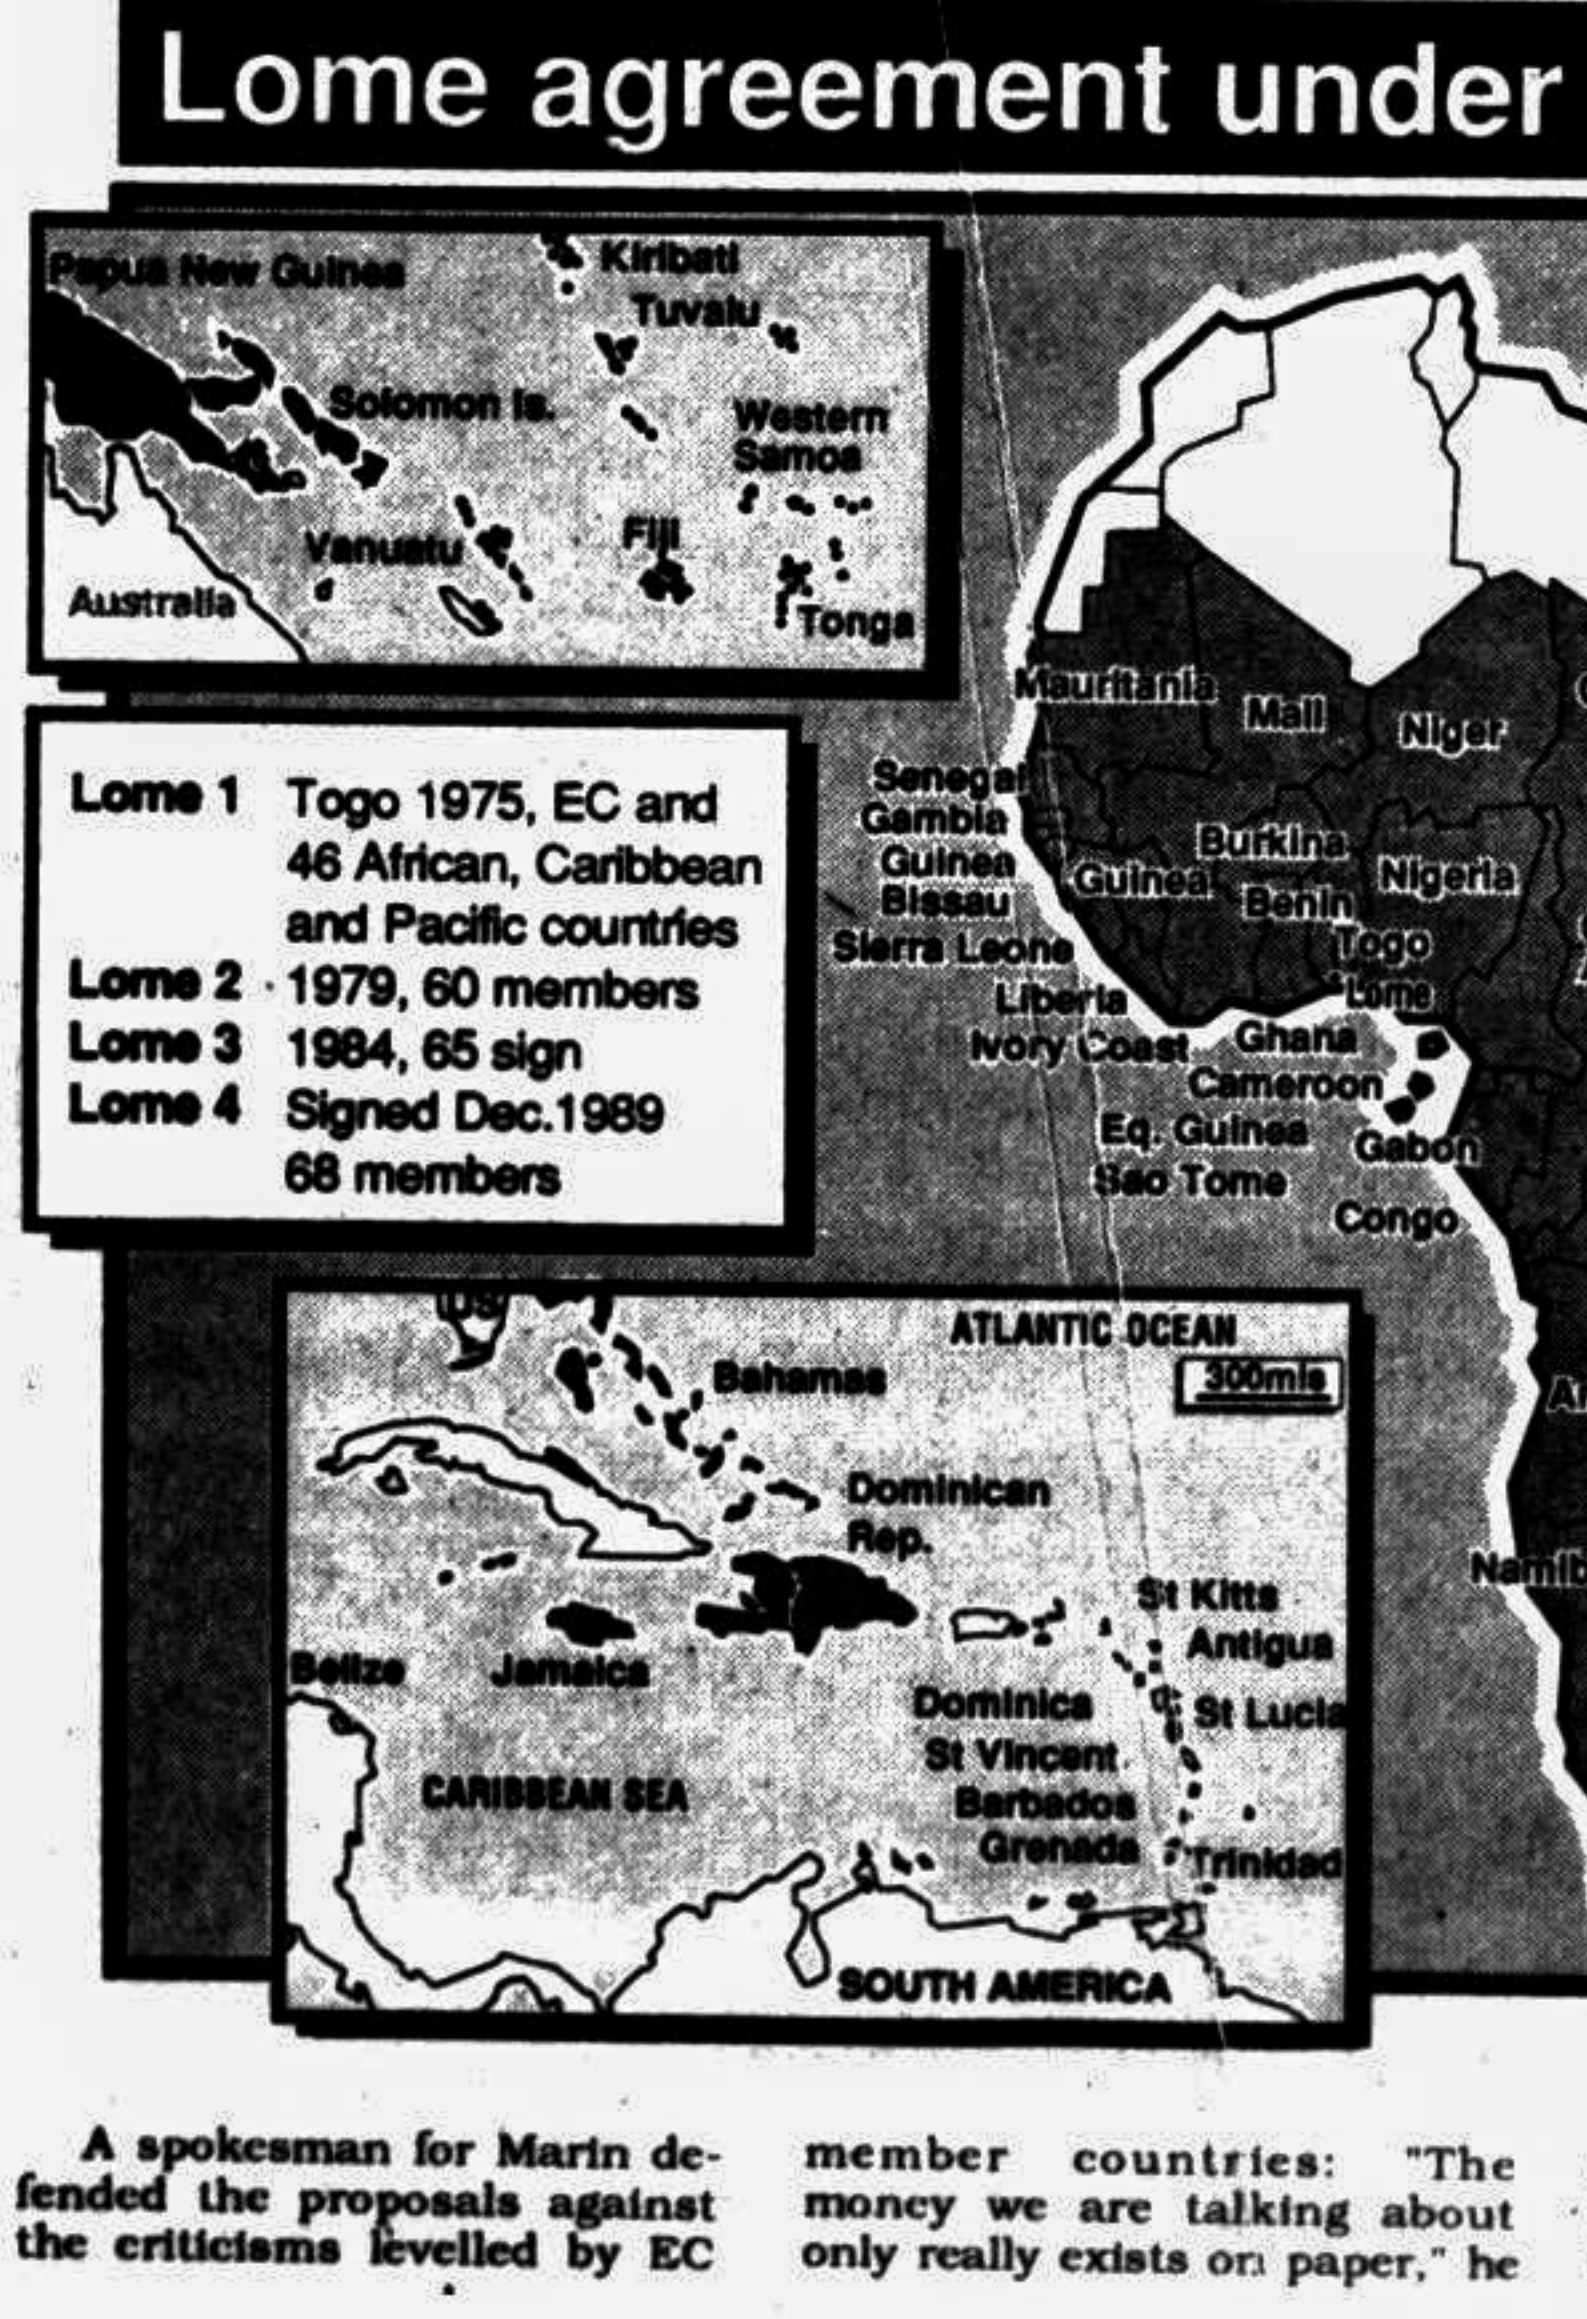 Lome agreement under
Papua New Guinea
Kiribati
Tuvalu
Solomon Is.
Western
Samoa
Vanuatu
Fiji
Australia
Tonga
Lome 1 Togo 1975, EC and
46 African, Caribbean
and Pacific countries
Lome 2 1979, 60 members
Lome 3 1984, 65 sign
Lome 4 Signed Dec.1989
68 members
Mauritania
Mali
Niger
Senegal
Gambia
Guinea
Bissau
Sierra Leone
Guinea
Burkina
Benin
Nigeria
Togo
Lome
Liberia
Ivory Coast
Ghana
Cameroon
Eq. Guinea
Gabon
Sao Tome
Congo
Namib
US
ATLANTIC OCEAN
300mls
Bahamas
Dominican
Rep.
St Kitts
Antigua
Belize
Jamaica
Dominica
St Lucia
St Vincent
CARIBBEAN SEA
Barbados
Grenada
Trinidad
SOUTH AMERICA
A spokesman for Marin de-
fended the proposals against
the criticisms levelled by EC
member countries: "The
money we are talking about
only really exists on paper," he